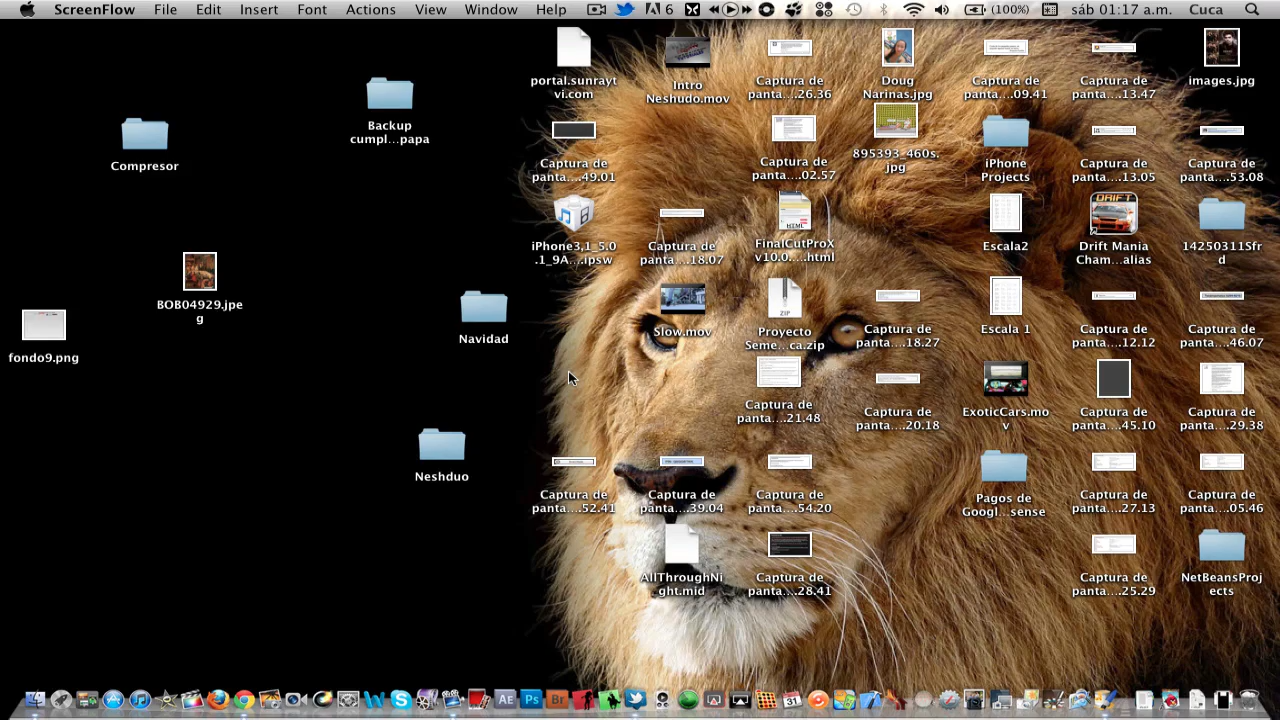 ScreenFlow File Edit Insert Font Actions View Window Help 6 (100%) sáb 01:17 a.m. Cuca
portal.sunrayt
vi.com
Intro
Neshudo.mov
Captura de
panta....26.36
Doug
Narinas.jpg
Captura de
panta....09.41
Captura de
panta....13.47
images.jpg
Backup
cumpl...papa
Compresor
Captura de
panta....49.01
Captura de
panta....02.57
895393_460s.
jpg
iPhone
Projects
Captura de
panta....13.05
Captura de
panta....53.08
iPhone3,1_5.0
.1_9A....ipsw
Captura de
panta....18.07
HTML
FinalCutProX
v10.0....html
Escala2
DRIFT
Drift Mania
Cham...alias
14250311Sfr
d
BOB04929.jpe
g
fondo9.png
Navidad
Slow.mov
ZIP
Proyecto
Seme...ca.zip
Captura de
panta....18.27
Escala 1
Captura de
panta....12.12
Captura de
panta....46.07
Captura de
panta....21.48
Captura de
panta....20.18
ExoticCars.mo
v
Captura de
panta....45.10
Captura de
panta....29.38
Neshduo
Captura de
panta....52.41
Captura de
panta....39.04
Captura de
panta....54.20
Pagos de
Googl...sense
Captura de
panta....27.13
Captura de
panta....05.46
AllThroughNi
ght.mid
Captura de
panta....28.41
Captura de
panta....25.29
NetBeansProj
ects
AE Ps Br 31